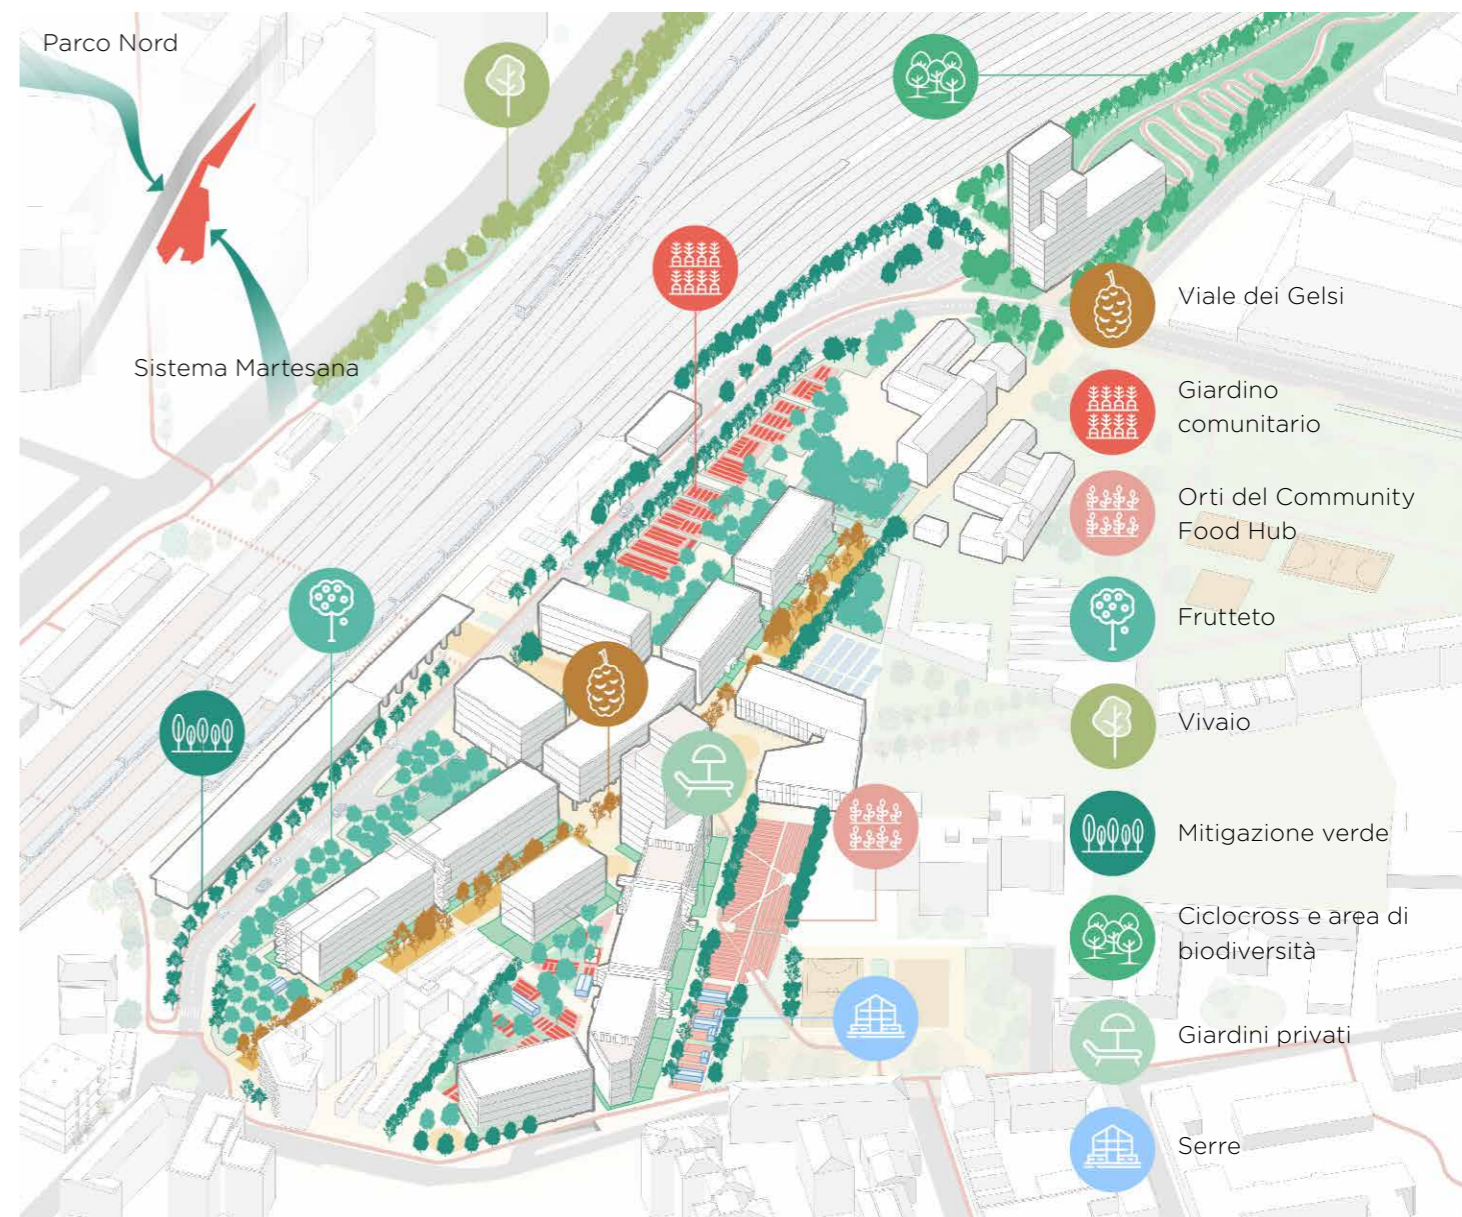 Parco Nord
Sistema Martesana
Viale dei Gelsi
Giardino
comunitario
Orti del Community
Food Hub
Frutteto
Vivaio
Mitigazione verde
Ciclocross e area di
biodiversità
Giardini privati
Serre